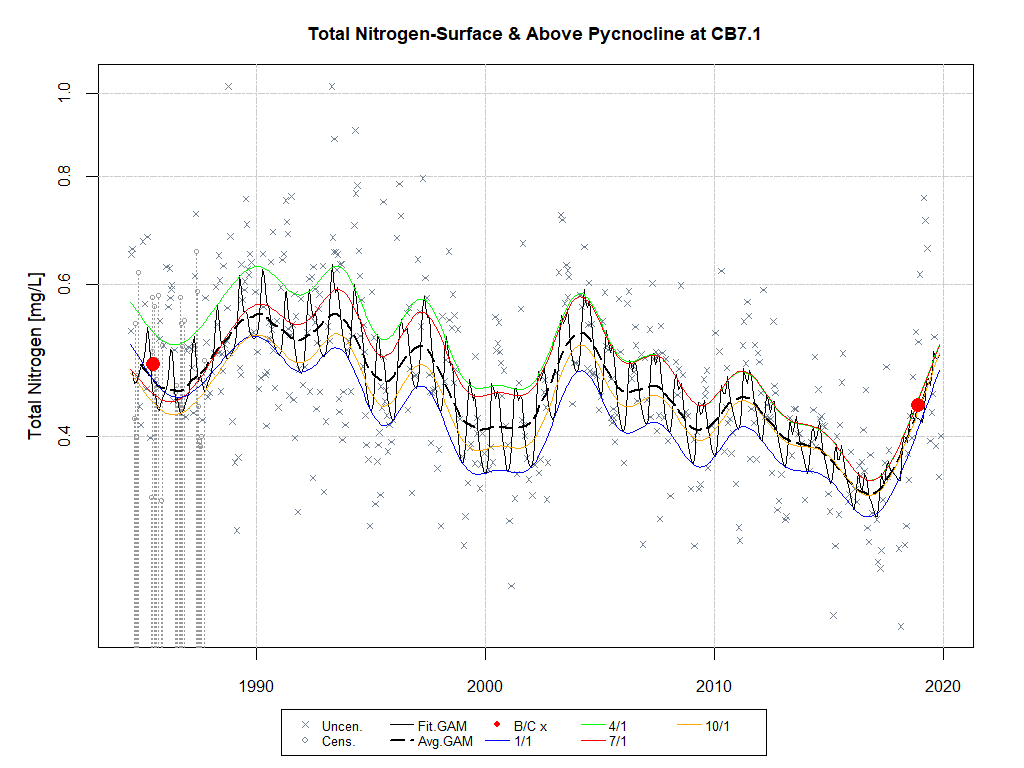 Total Nitrogen-Surface & Above Pycnocline at CB7.1
Total Nitrogen [mg/L]
1.0
0.8
0.6
0.4
1990 2000 2010 2020
Uncen. Fit.GAM B/C x 4/1 10/1
Cens. Avg.GAM 1/1 7/1